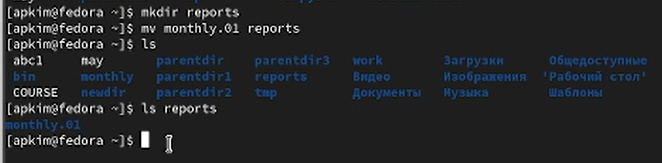 [apkim@fedora ~]$ mkdir reports
[apkim@fedora ~]$ mv monthly.01 reports
[apkim@fedora ~]$ ls
abc1 may parentdir parentdir3 work Загрузки Общедоступные
bin monthly parentdir1 reports Видео Изображения 'Рабочий стол'
COURSE newdir parentdir2 tmp Документы Музыка Шаблоны
[apkim@fedora ~]$ ls reports
monthly.01
[apkim@fedora ~]$